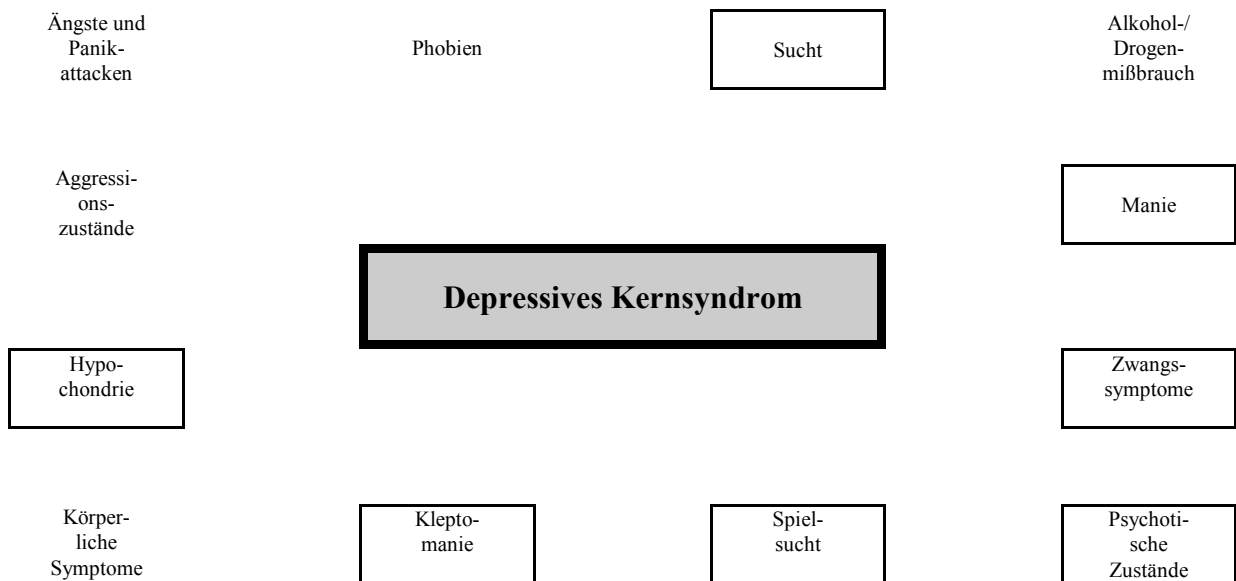 Ängste und
Panik-
attacken
Phobien
Sucht
Alkohol-/
Drogen-
mißbrauch
Aggressi-
ons-
zustände
Manie
Depressives Kernsyndrom
Hypo-
chondrie
Zwangs-
symptome
Körper-
liche
Symptome
Klepto-
manie
Spiel-
sucht
Psychoti-
sche
Zustände